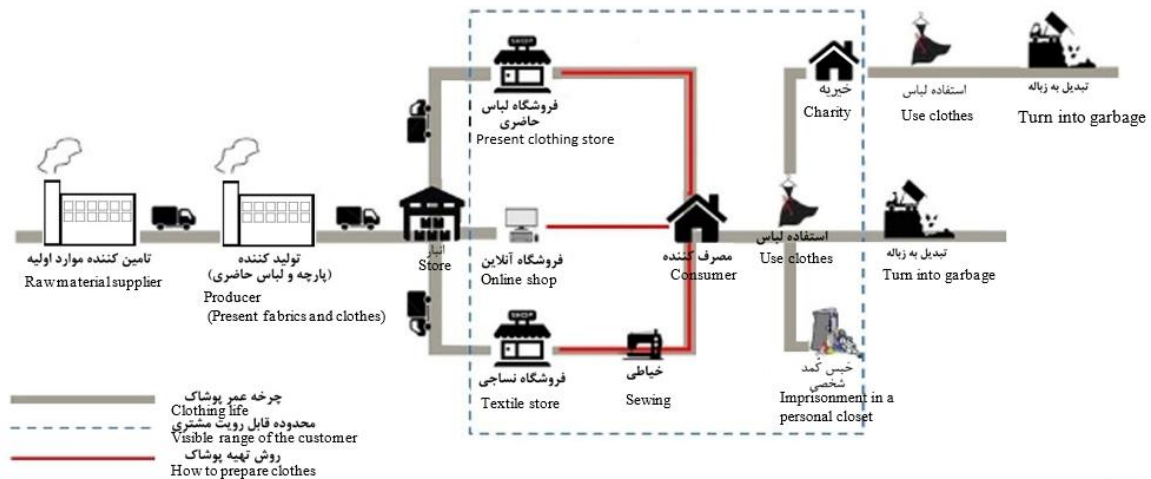 SHOP
فروشگاه لباس
حاضری
Present clothing store
خیریه
Charity
استفاده لباس
Use clothes
تبدیل به زباله
Turn into garbage
تامین کننده موارد اولیه
Raw material supplier
تولید کننده
(پارچه و لباس حاضری)
Producer
(Present fabrics and clothes)
انبار
Store
فروشگاه آنلاین
Online shop
مصرف کننده
Consumer
استفاده لباس
Use clothes
تبدیل به زباله
Turn into garbage
SHOP
فروشگاه نساجی
Textile store
خیاطی
Sewing
حبس کمد
شخصی
Imprisonment in a
personal closet
چرخه عمر پوشاک
Clothing life
محدوده قابل رویت مشتری
Visible range of the customer
روش تهیه پوشاک
How to prepare clothes